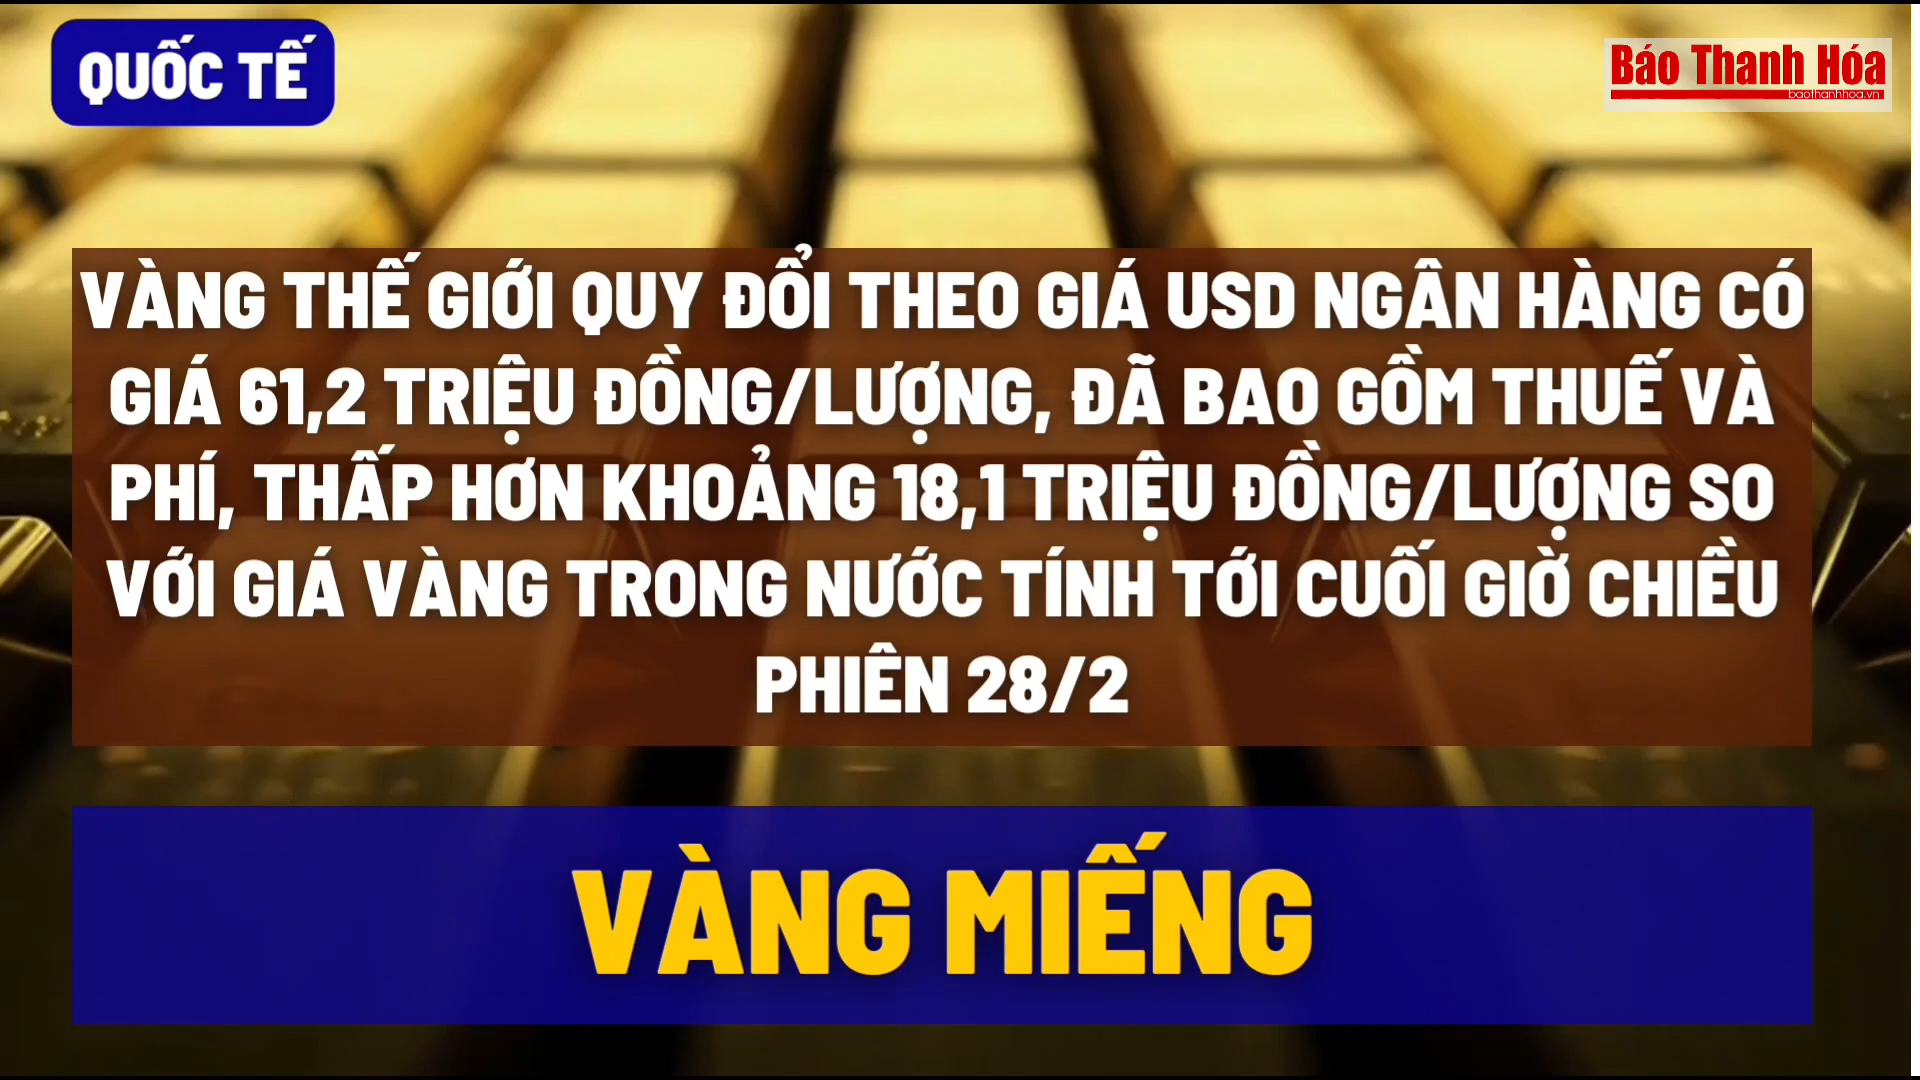 QUỐC TẾ
Báo Thanh Hóa
baothanhhoa.vn
VÀNG THẾ GIỚI QUY ĐỔI THEO GIÁ USD NGÂN HÀNG CÓ
GIÁ 61,2 TRIỆU ĐỒNG/LƯỢNG, ĐÃ BAO GỒM THUẾ VÀ
PHÍ, THẤP HƠN KHOẢNG 18,1 TRIỆU ĐỒNG/LƯỢNG SO
VỚI GIÁ VÀNG TRONG NƯỚC TÍNH TỚI CUỐI GIỜ CHIỀU
PHIÊN 28/2
VÀNG MIẾNG